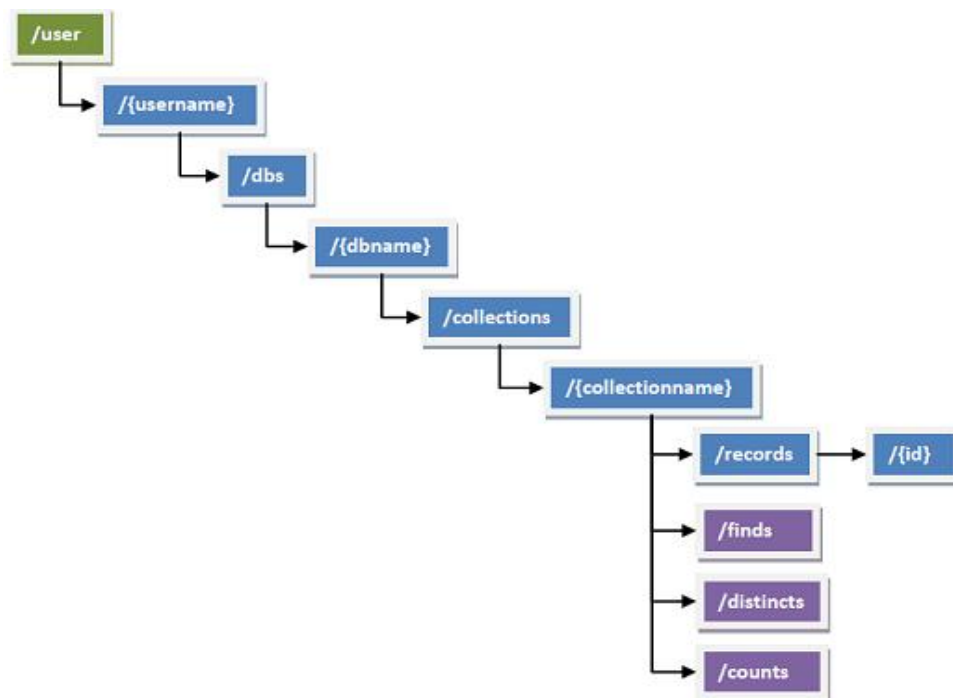 /user
/{username}
/dbs
/{dbname}
/collections
/{collectionname}
/records
/{id}
/finds
/distincts
/counts